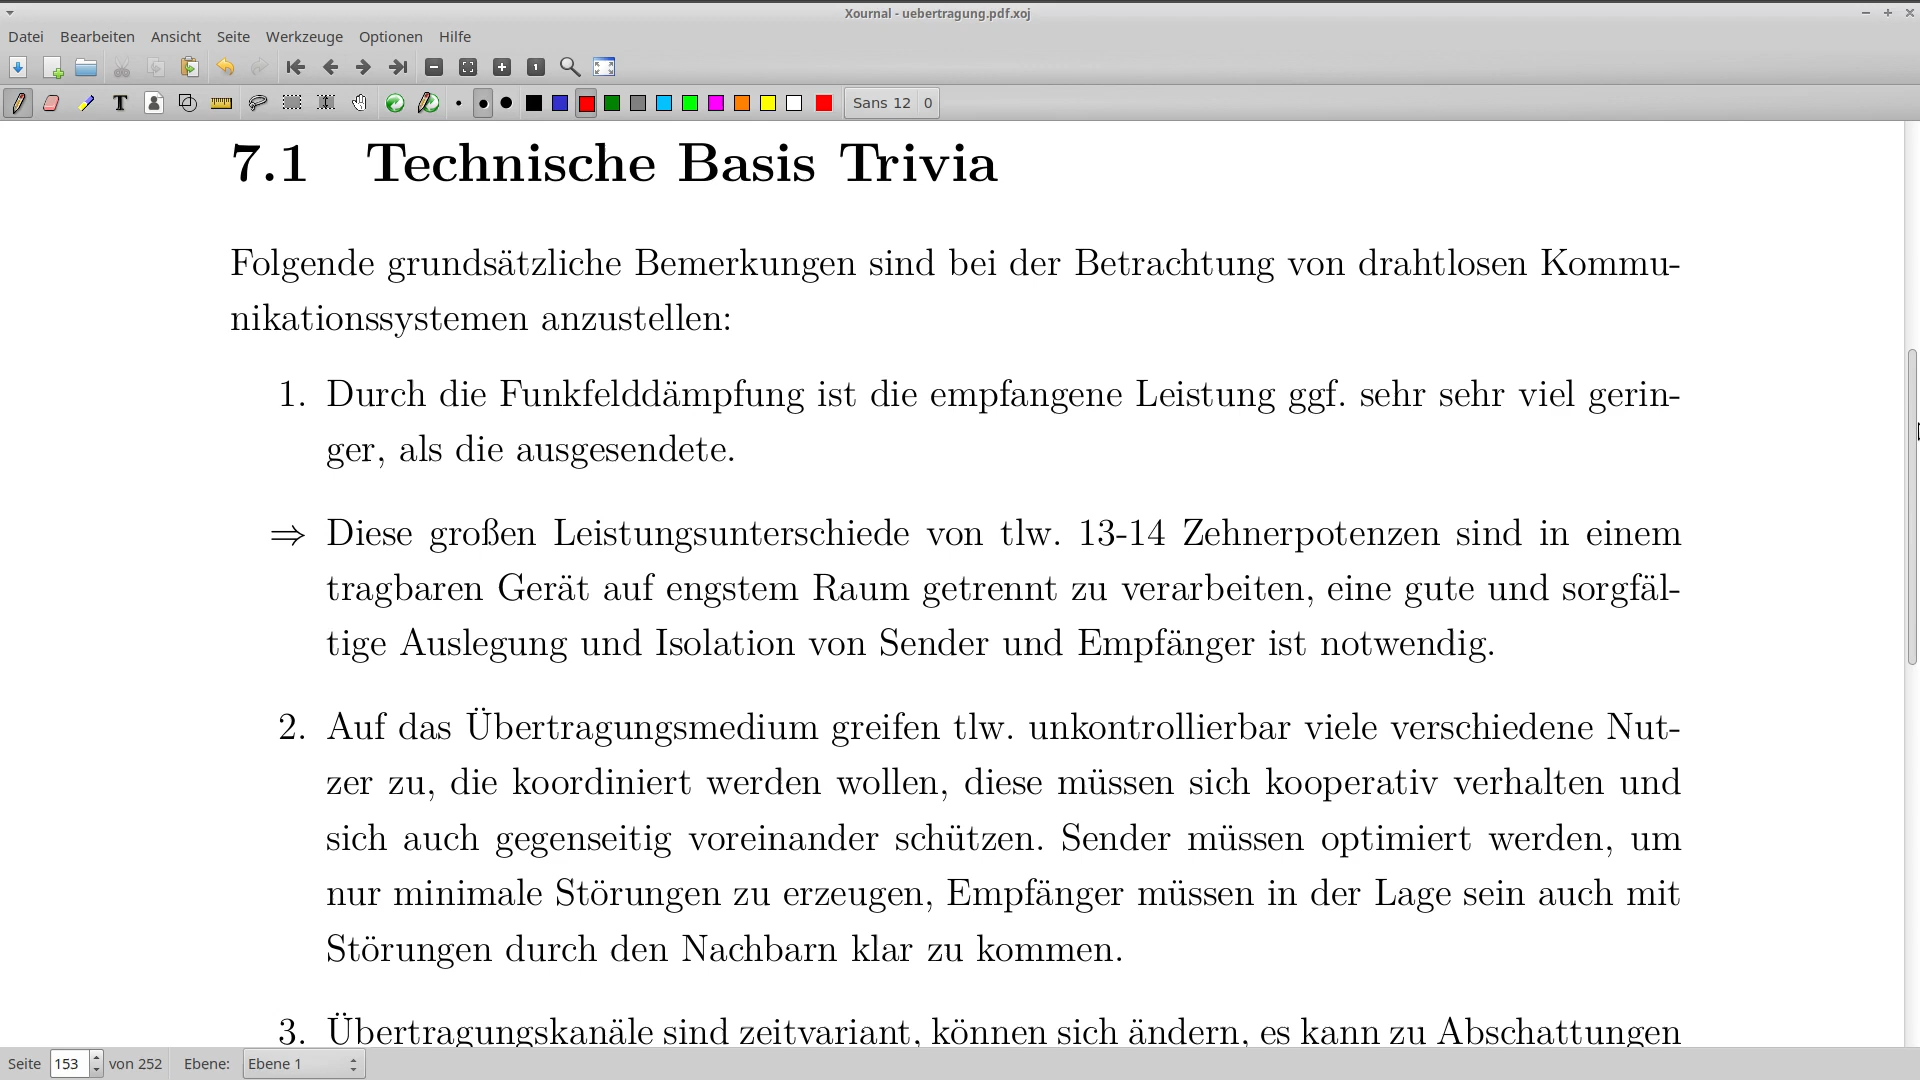 Xournal - uebertragung.pdf.xoj
Datei Bearbeiten Ansicht Seite Werkzeuge Optionen Hilfe
Sans 12 0
7.1 Technische Basis Trivia
Folgende grundsätzliche Bemerkungen sind bei der Betrachtung von drahtlosen Kommu-
nikationssystemen anzustellen:
1. Durch die Funkfelddämpfung ist die empfangene Leistung ggf. sehr sehr viel gerin-
ger, als die ausgesendete.
⇒ Diese großen Leistungsunterschiede von tlw. 13-14 Zehnerpotenzen sind in einem
tragbaren Gerät auf engstem Raum getrennt zu verarbeiten, eine gute und sorgfäl-
tige Auslegung und Isolation von Sender und Empfänger ist notwendig.
2. Auf das Übertragungsmedium greifen tlw. unkontrollierbar viele verschiedene Nut-
zer zu, die koordiniert werden wollen, diese müssen sich kooperativ verhalten und
sich auch gegenseitig voreinander schützen. Sender müssen optimiert werden, um
nur minimale Störungen zu erzeugen, Empfänger müssen in der Lage sein auch mit
Störungen durch den Nachbarn klar zu kommen.
3. Übertragungskanäle sind zeitvariant, können sich ändern, es kann zu Abschattungen
Seite 153 von 252 Ebene: Ebene 1